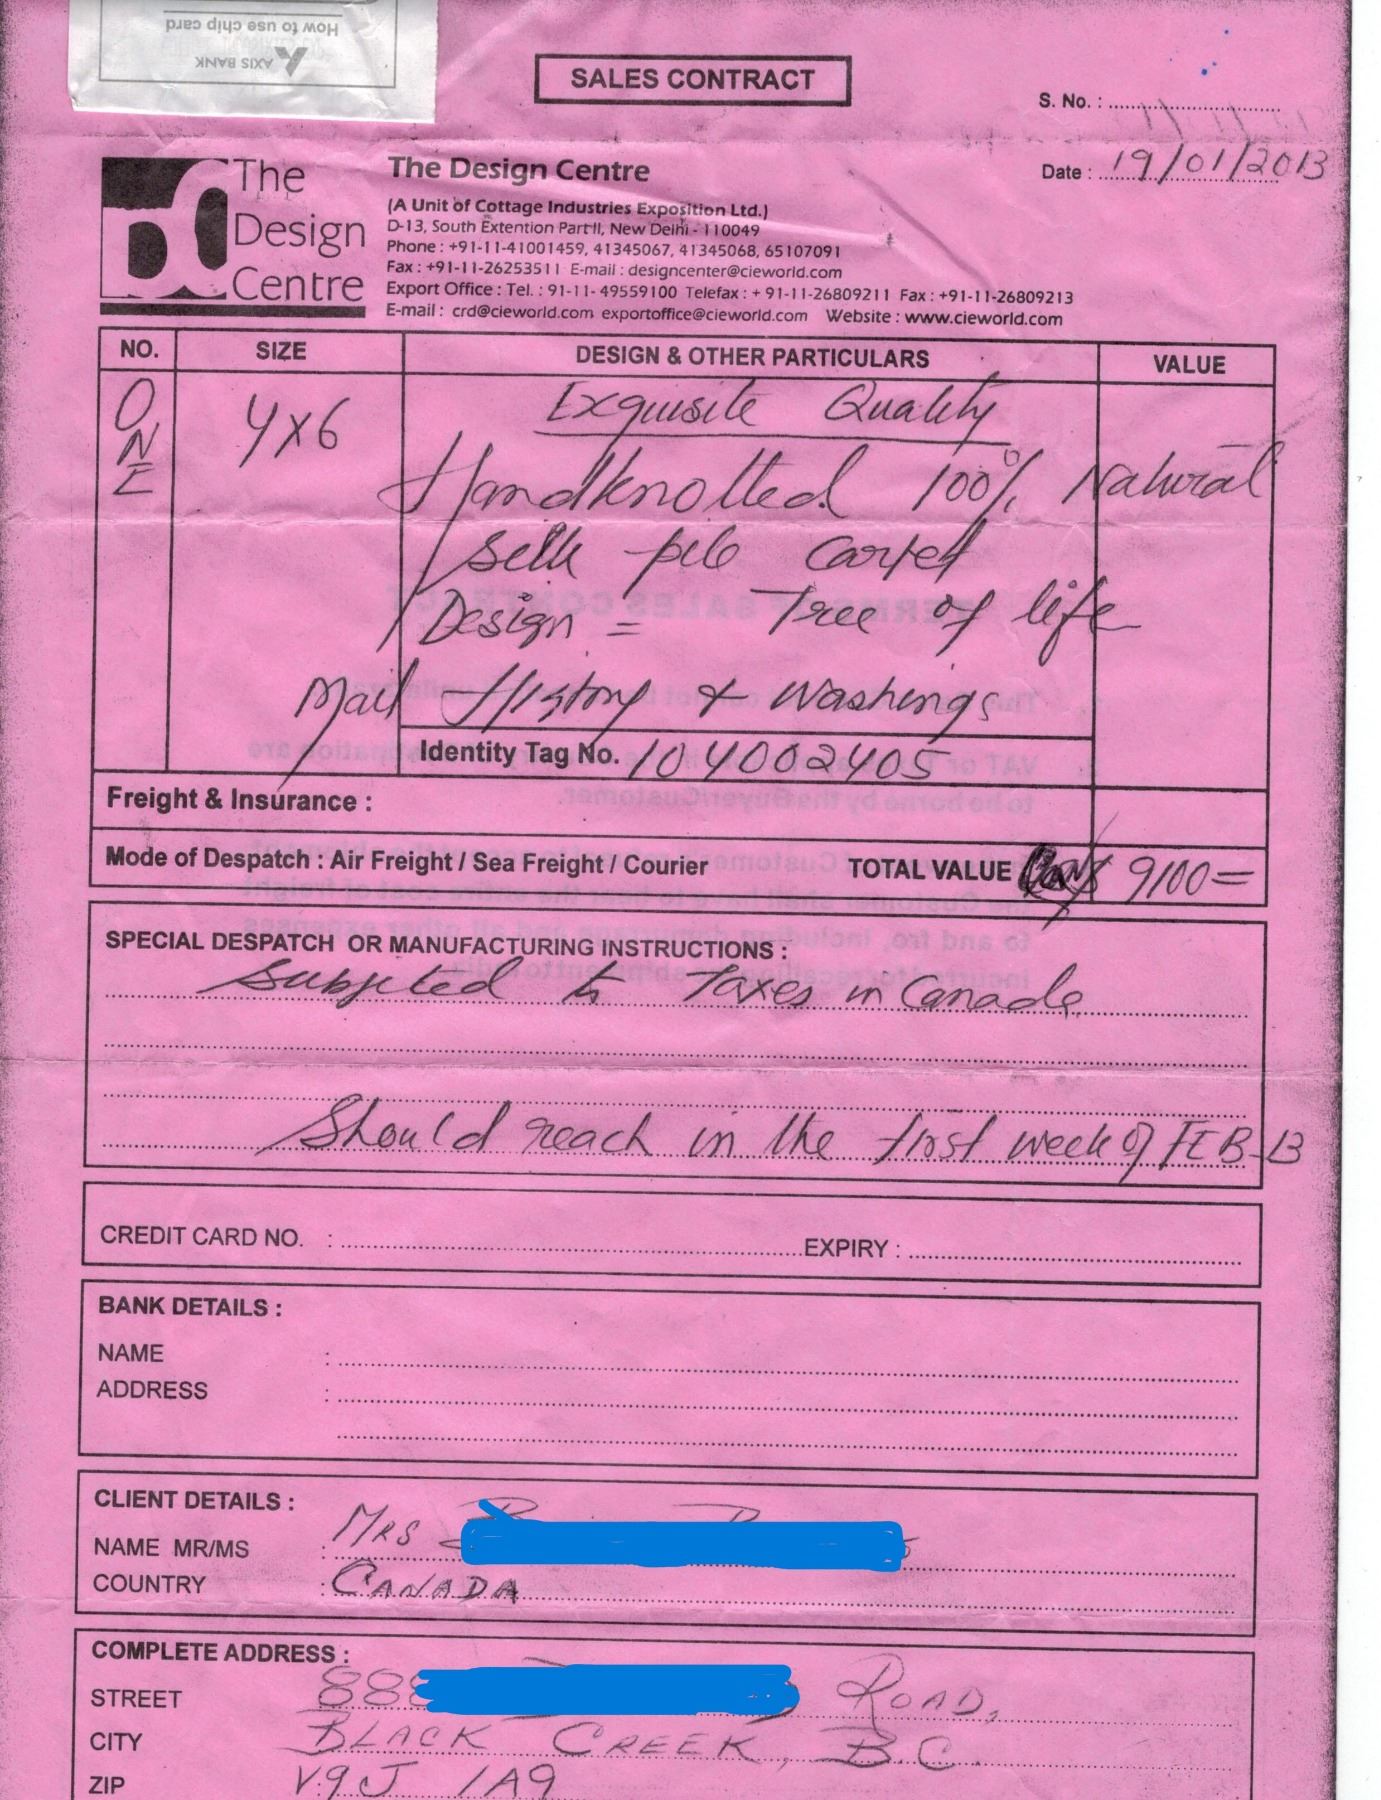 How to use chip card
AXIS BANK
SALES CONTRACT
S. No. :
Date : 19/01/2013
The
Design
Centre
The Design Centre
(A Unit of Cottage Industries Exposition Ltd.)
D-13, South Extention Part-II, New Delhi - 110049
Phone : +91-11-41001459, 41345067, 41345068, 65107091
Fax : +91-11-26253511 E-mail : designcenter@cieworld.com
Export Office : Tel. : 91-11- 49559100 Telefax : + 91-11-26809211 Fax : +91-11-26809213
E-mail : crd@cieworld.com exportoffice@cieworld.com Website : www.cieworld.com
NO. SIZE DESIGN & OTHER PARTICULARS VALUE
ONE 4x6 Exquisite Quality
Handknotted 100% Natural
Silk pile Carpet
Design = Tree of life
Mail History & Washings
Identity Tag No. 104002405
Freight & Insurance :
Mode of Despatch : Air Freight / Sea Freight / Courier TOTAL VALUE 9100=
SPECIAL DESPATCH OR MANUFACTURING INSTRUCTIONS :
Subjected to Taxes in Canada
Should reach in the first week of FEB-13
CREDIT CARD NO. : EXPIRY :
BANK DETAILS :
NAME :
ADDRESS :
CLIENT DETAILS :
NAME MR/MS : MRS
COUNTRY : CANADA
COMPLETE ADDRESS :
STREET 888 ROAD,
CITY BLACK CREEK, B.C.
ZIP V9J 1A9